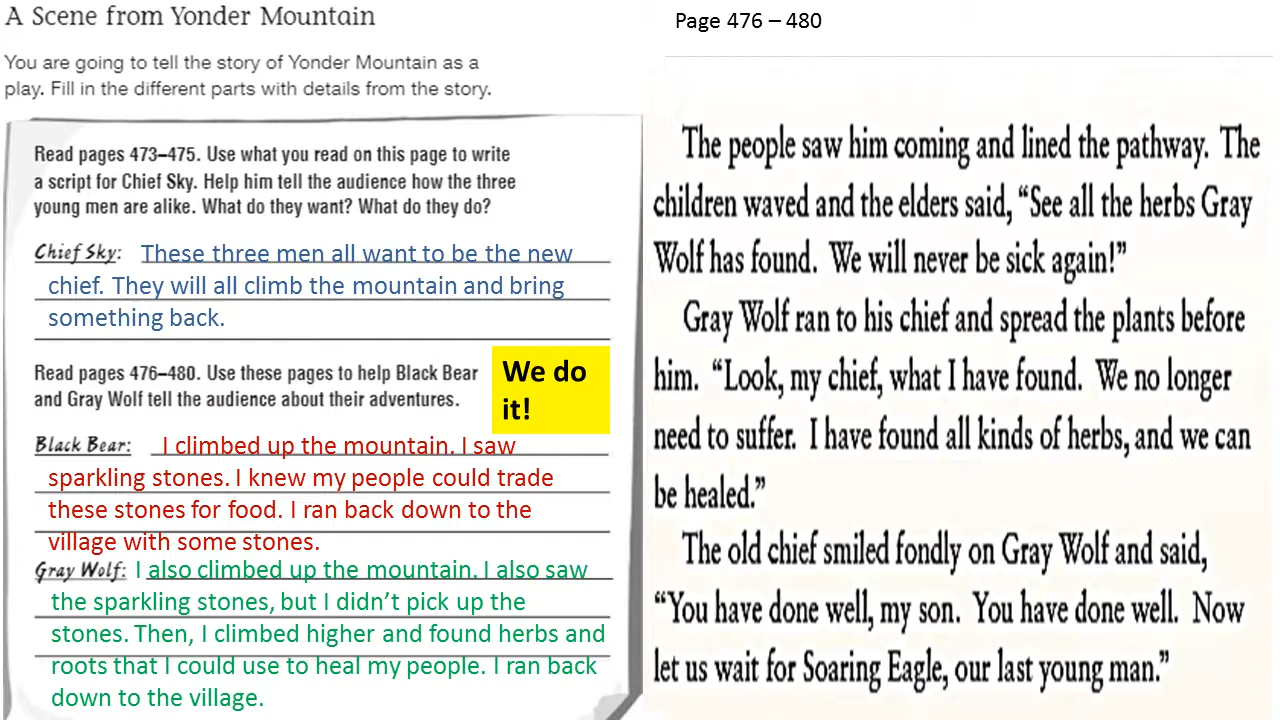 A Scene from Yonder Mountain
You are going to tell the story of Yonder Mountain as a
play. Fill in the different parts with details from the story.
Read pages 473–475. Use what you read on this page to write
a script for Chief Sky. Help him tell the audience how the three
young men are alike. What do they want? What do they do?
Chief Sky: These three men all want to be the new
chief. They will all climb the mountain and bring
something back.
Read pages 476–480. Use these pages to help Black Bear
and Gray Wolf tell the audience about their adventures.
We do
it!
Black Bear: I climbed up the mountain. I saw
sparkling stones. I knew my people could trade
these stones for food. I ran back down to the
village with some stones.
Gray Wolf: I also climbed up the mountain. I also saw
the sparkling stones, but I didn’t pick up the
stones. Then, I climbed higher and found herbs and
roots that I could use to heal my people. I ran back
down to the village.
Page 476 – 480
The people saw him coming and lined the pathway. The
children waved and the elders said, “See all the herbs Gray
Wolf has found. We will never be sick again!”
Gray Wolf ran to his chief and spread the plants before
him. “Look, my chief, what I have found. We no longer
need to suffer. I have found all kinds of herbs, and we can
be healed.”
The old chief smiled fondly on Gray Wolf and said,
“You have done well, my son. You have done well. Now
let us wait for Soaring Eagle, our last young man.”